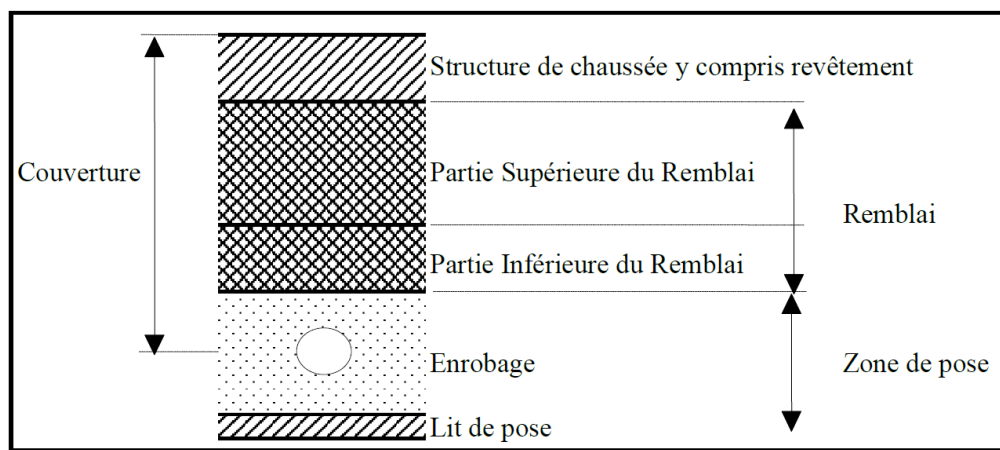 Structure de chaussée y compris revêtement
Couverture
Partie Supérieure du Remblai
Remblai
Partie Inférieure du Remblai
Enrobage
Zone de pose
Lit de pose